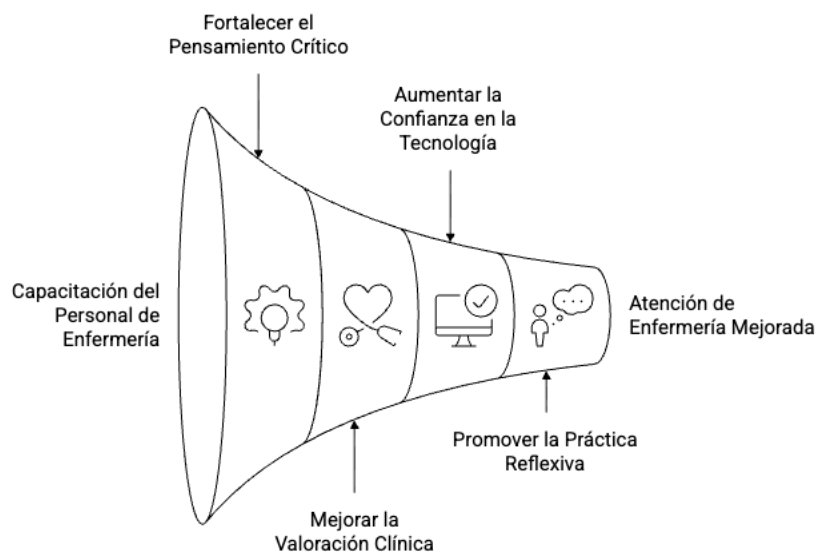 Fortalecer el
Pensamiento Crítico
Aumentar la
Confianza en la
Tecnología
Capacitación del
Personal de
Enfermería
Atención de
Enfermería Mejorada
Promover la Práctica
Reflexiva
Mejorar la
Valoración Clínica